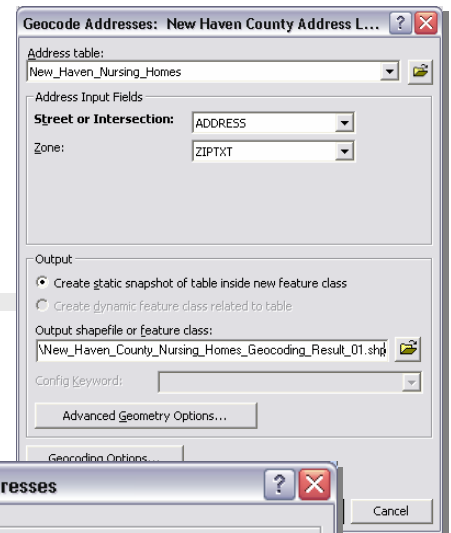 Geocode Addresses: New Haven County Address L...
Address table:
New_Haven_Nursing_Homes
Address Input Fields
Street or Intersection: ADDRESS
Zone: ZIPTXT
Output
Create static snapshot of table inside new feature class
Create dynamic feature class related to table
Output shapefile or feature class:
\New_Haven_County_Nursing_Homes_Geocoding_Result_01.shp
Config Keyword:
Advanced Geometry Options...
Geocoding Options...
resses
Cancel